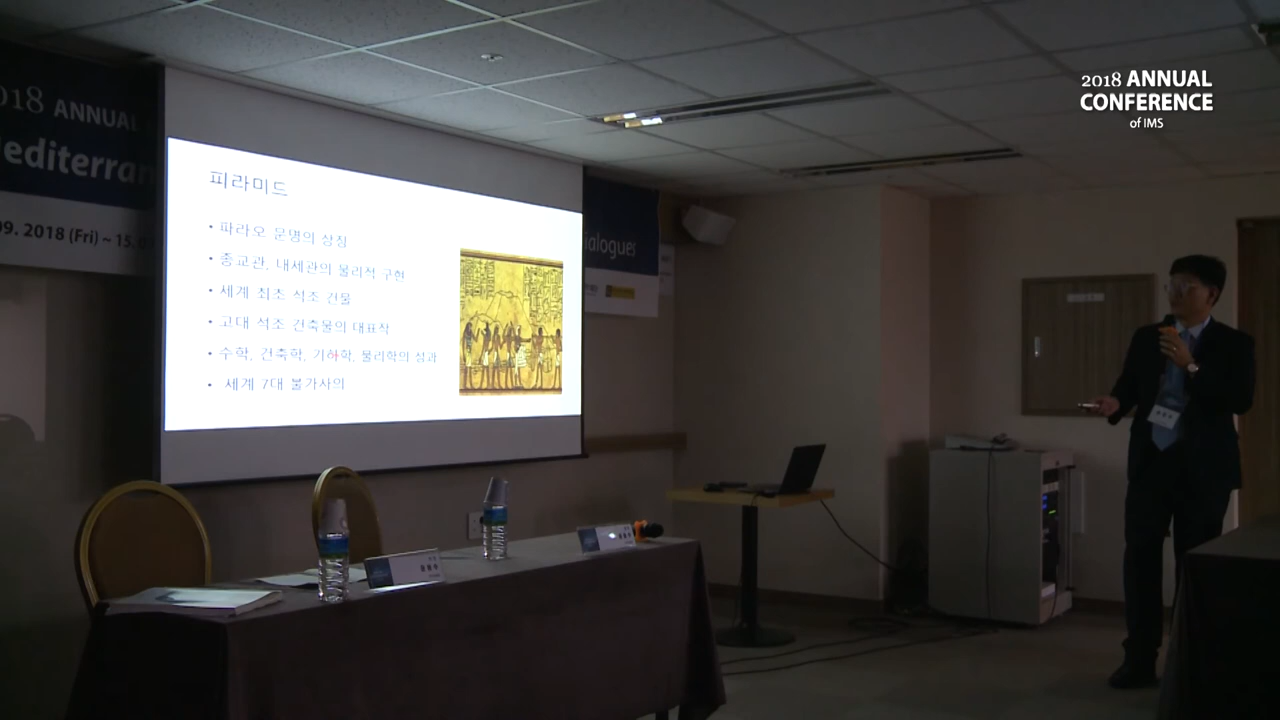 2018 ANNUAL
CONFERENCE
of IMS
018 ANNUAL
editerran
09. 2018 (Fri) ~ 15.
ialogues
피라미드
• 파라오 문명의 상징
• 종교관, 내세관의 물리적 구현
• 세계 최초 석조 건물
• 고대 석조 건축물의 대표작
• 수학, 건축학, 기하학, 물리학의 성과
• 세계 7대 불가사의